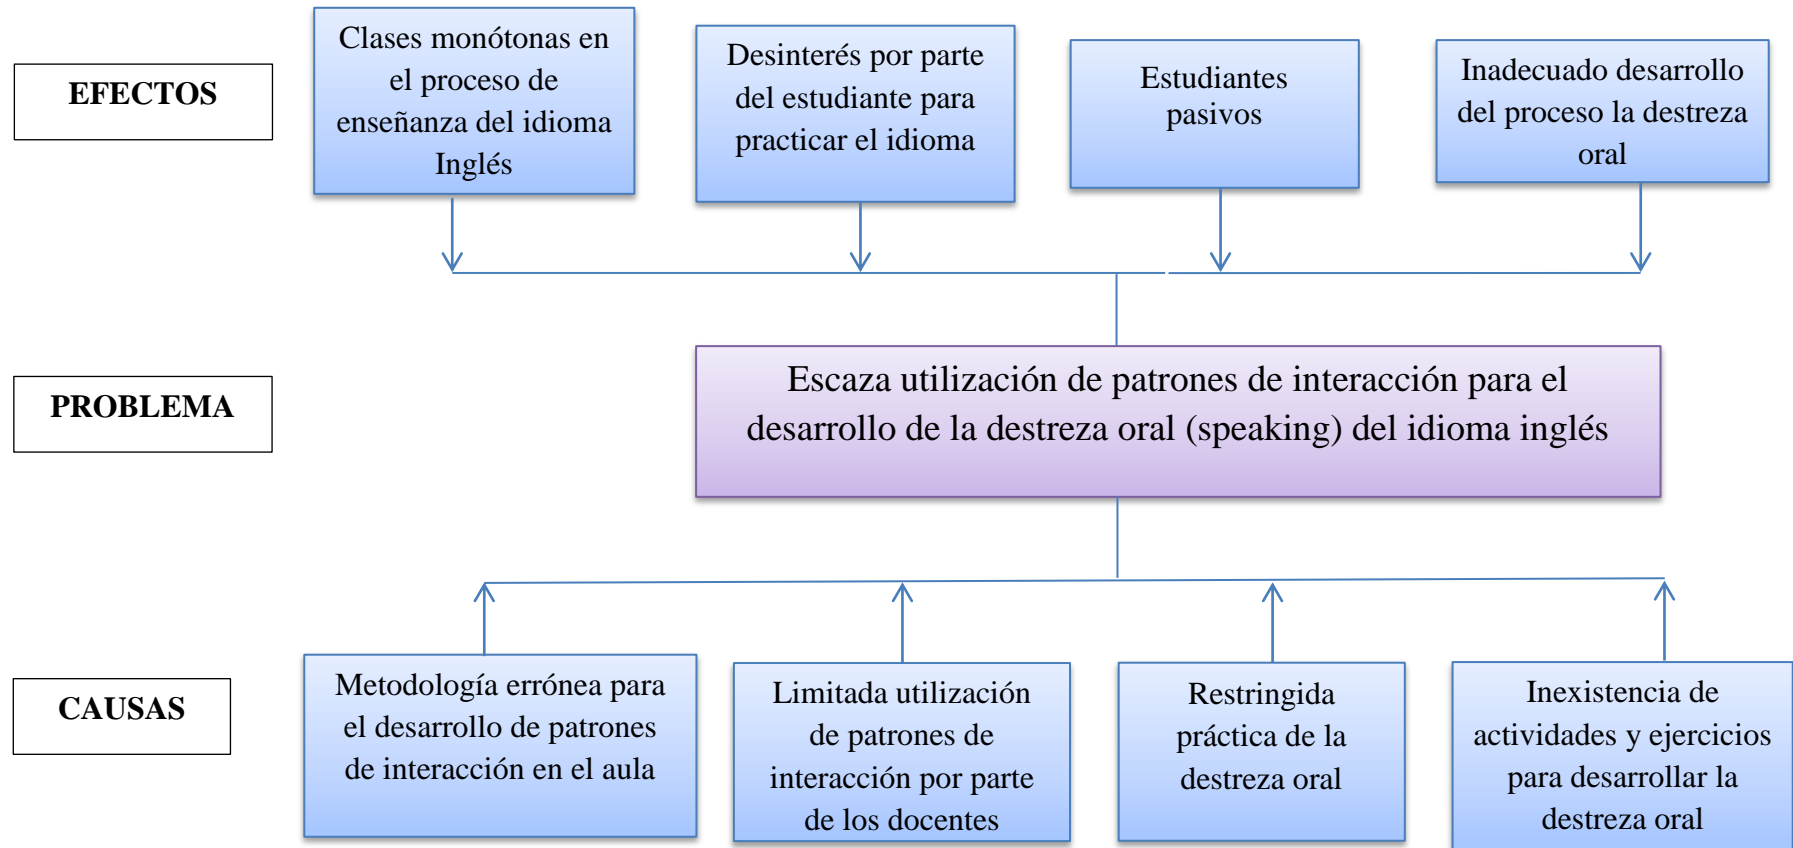 EFECTOS
Clases monótonas en
el proceso de
enseñanza del idioma
Inglés
Desinterés por parte
del estudiante para
practicar el idioma
Estudiantes
pasivos
Inadecuado desarrollo
del proceso la destreza
oral
PROBLEMA
Escaza utilización de patrones de interacción para el
desarrollo de la destreza oral (speaking) del idioma inglés
CAUSAS
Metodología errónea para
el desarrollo de patrones
de interacción en el aula
Limitada utilización
de patrones de
interacción por parte
de los docentes
Restringida
práctica de la
destreza oral
Inexistencia de
actividades y ejercicios
para desarrollar la
destreza oral